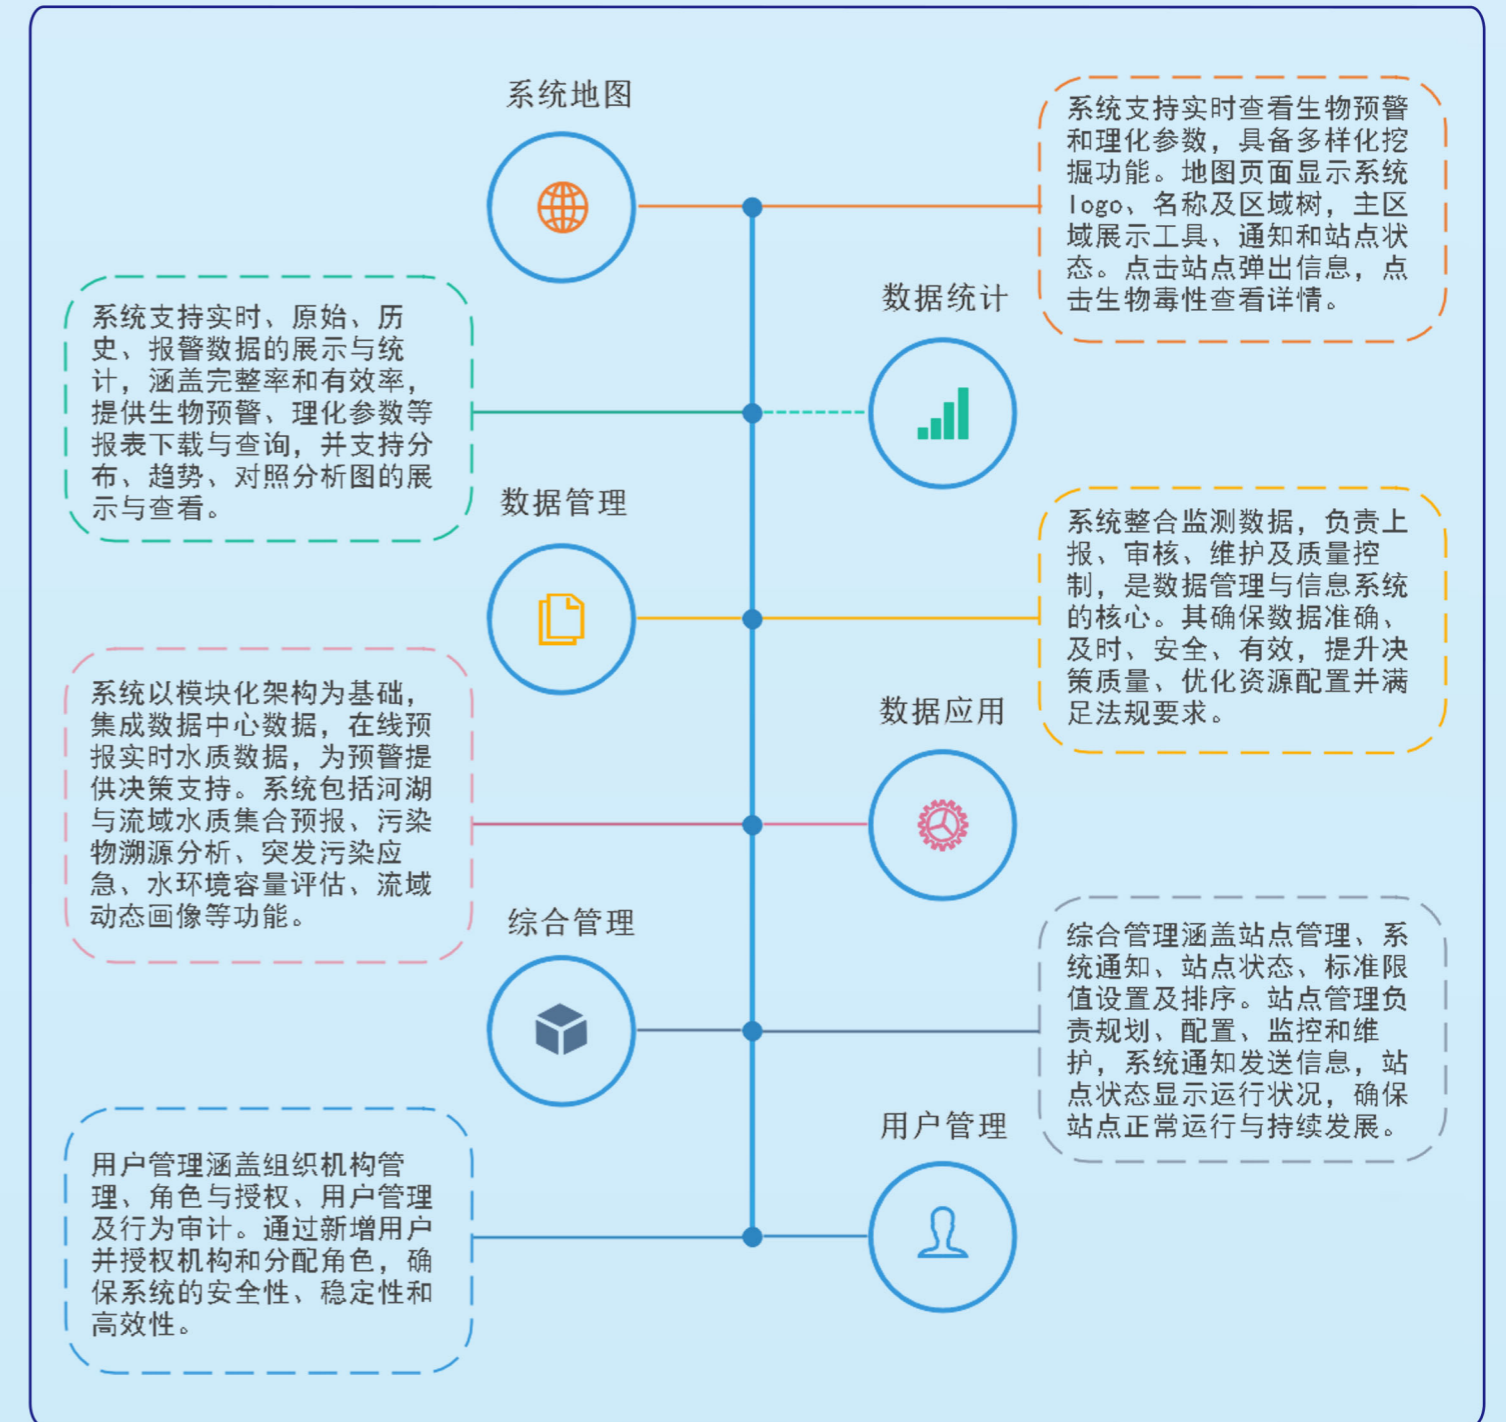 系统地图
系统支持实时查看生物预警
和理化参数，具备多样化挖
掘功能。地图页面显示系统
logo、名称及区域树，主区
域展示工具、通知和站点状
态。点击站点弹出信息，点
击生物毒性查看详情。
数据统计
系统支持实时、原始、历
史、报警数据的展示与统
计，涵盖完整率和有效率，
提供生物预警、理化参数等
报表下载与查询，并支持分
布、趋势、对照分析图的展
示与查看。
数据管理
系统整合监测数据，负责上
报、审核、维护及质量控
制，是数据管理与信息系统
的核心。其确保数据准确、
及时、安全、有效，提升决
策质量、优化资源配置并满
足法规要求。
数据应用
系统以模块化架构为基础，
集成数据中心数据，在线预
报实时水质数据，为预警提
供决策支持。系统包括河湖
与流域水质集合预报、污染
物溯源分析、突发污染应
急、水环境容量评估、流域
动态画像等功能。
综合管理
综合管理涵盖站点管理、系
统通知、站点状态、标准限
值设置及排序。站点管理负
责规划、配置、监控和维
护，系统通知发送信息，站
点状态显示运行状况，确保
站点正常运行与持续发展。
用户管理
用户管理涵盖组织机构管
理、角色与授权、用户管理
及行为审计。通过新增用户
并授权机构和分配角色，确
保系统的安全性、稳定性和
高效性。